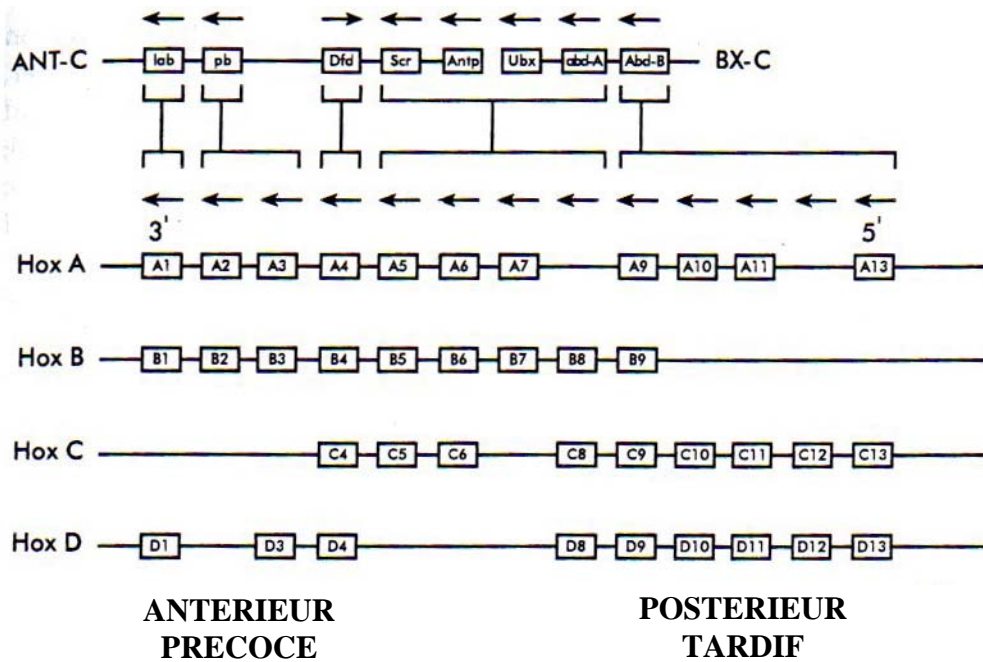 ANT-C lab pb Dfd Scr Antp Ubx abd-A Abd-B BX-C
3' 5'
Hox A A1 A2 A3 A4 A5 A6 A7 A9 A10 A11 A13
Hox B B1 B2 B3 B4 B5 B6 B7 B8 B9
Hox C C4 C5 C6 C8 C9 C10 C11 C12 C13
Hox D D1 D3 D4 D8 D9 D10 D11 D12 D13
ANTERIEUR POSTERIEUR
PRECOCE TARDIF